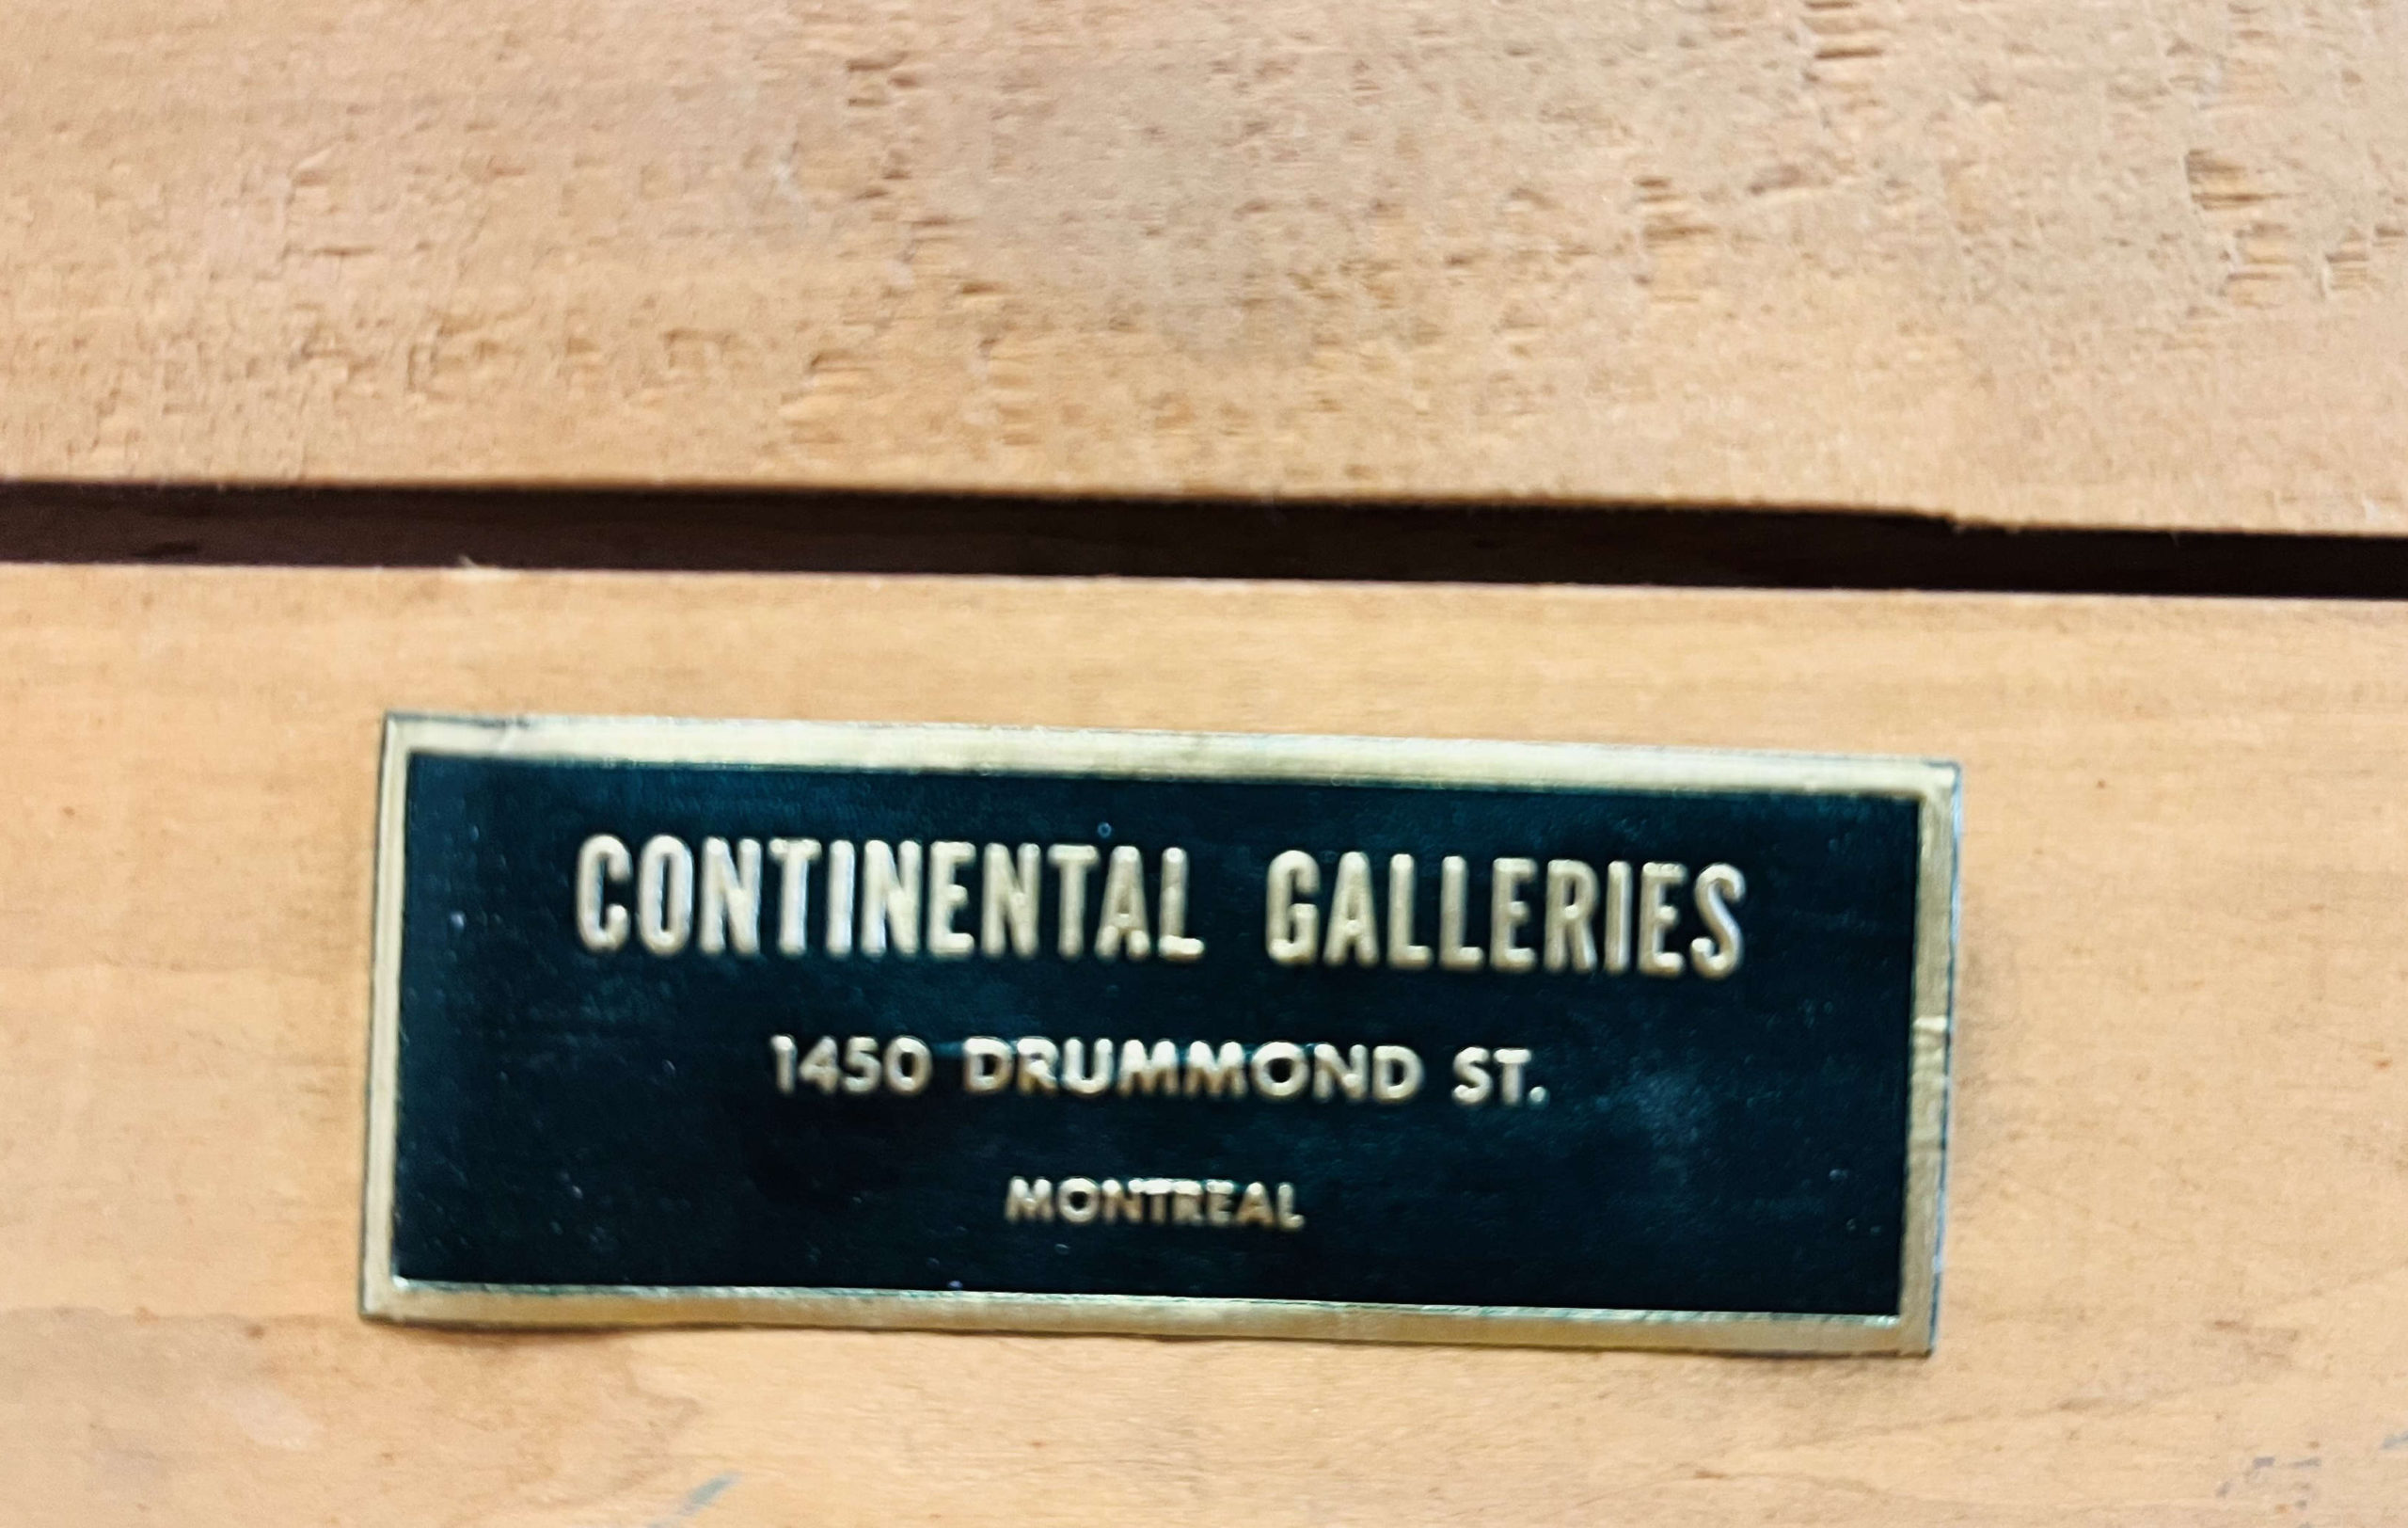 CONTINENTAL GALLERIES
1450 DRUMMOND ST.
MONTREAL